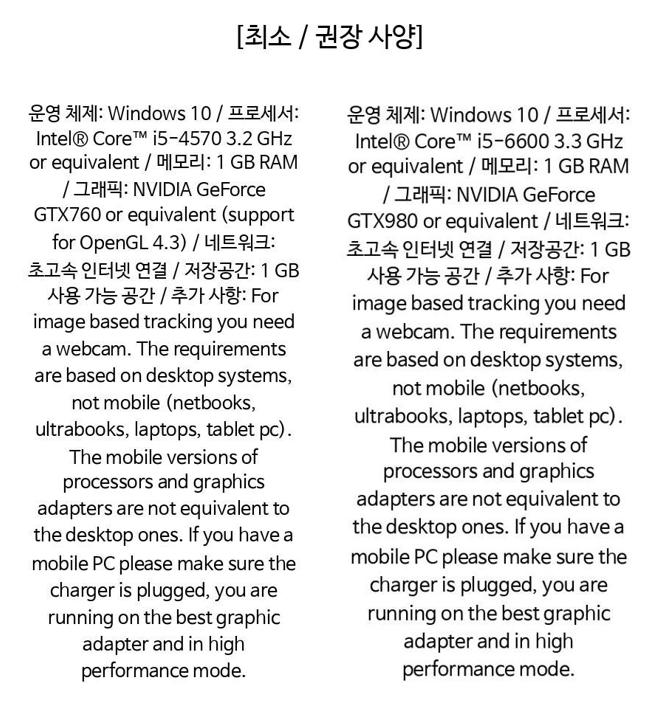 [최소 / 권장 사양]
운영 체제: Windows 10 / 프로세서:
Intel® Core™ i5-4570 3.2 GHz
or equivalent / 메모리: 1 GB RAM
/ 그래픽: NVIDIA GeForce
GTX760 or equivalent (support
for OpenGL 4.3) / 네트워크:
초고속 인터넷 연결 / 저장공간: 1 GB
사용 가능 공간 / 추가 사항: For
image based tracking you need
a webcam. The requirements
are based on desktop systems,
not mobile (netbooks,
ultrabooks, laptops, tablet pc).
The mobile versions of
processors and graphics
adapters are not equivalent to
the desktop ones. If you have a
mobile PC please make sure the
charger is plugged, you are
running on the best graphic
adapter and in high
performance mode.
운영 체제: Windows 10 / 프로세서:
Intel® Core™ i5-6600 3.3 GHz
or equivalent / 메모리: 1 GB RAM
/ 그래픽: NVIDIA GeForce
GTX980 or equivalent / 네트워크:
초고속 인터넷 연결 / 저장공간: 1 GB
사용 가능 공간 / 추가 사항: For
image based tracking you need
a webcam. The requirements
are based on desktop systems,
not mobile (netbooks,
ultrabooks, laptops, tablet pc).
The mobile versions of
processors and graphics
adapters are not equivalent to
the desktop ones. If you have a
mobile PC please make sure the
charger is plugged, you are
running on the best graphic
adapter and in high
performance mode.